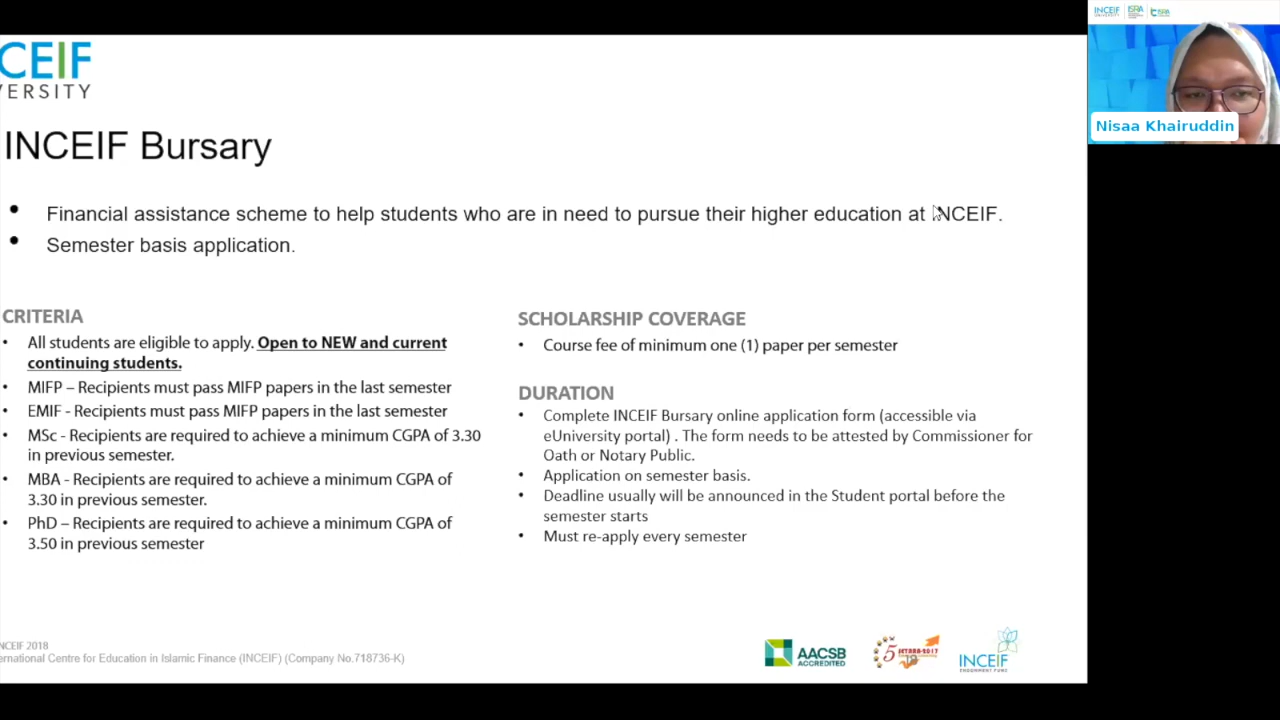 INCEIF
UNIVERSITY
ISRA
CEIF
VERSITY
Nisaa Khairuddin
INCEIF Bursary
• Financial assistance scheme to help students who are in need to pursue their higher education at INCEIF.
• Semester basis application.
CRITERIA
• All students are eligible to apply. Open to NEW and current
continuing students.
• MIFP – Recipients must pass MIFP papers in the last semester
• EMIF - Recipients must pass MIFP papers in the last semester
• MSc - Recipients are required to achieve a minimum CGPA of 3.30
in previous semester.
• MBA - Recipients are required to achieve a minimum CGPA of
3.30 in previous semester.
• PhD – Recipients are required to achieve a minimum CGPA of
3.50 in previous semester
SCHOLARSHIP COVERAGE
• Course fee of minimum one (1) paper per semester
DURATION
• Complete INCEIF Bursary online application form (accessible via
eUniversity portal) . The form needs to be attested by Commissioner for
Oath or Notary Public.
• Application on semester basis.
• Deadline usually will be announced in the Student portal before the
semester starts
• Must re-apply every semester
NCEIF 2018
ernational Centre for Education in Islamic Finance (INCEIF) (Company No.718736-K)
AACSB
ACCREDITED
5 SETARA-2017
INCEIF
ENDOWMENT FUND